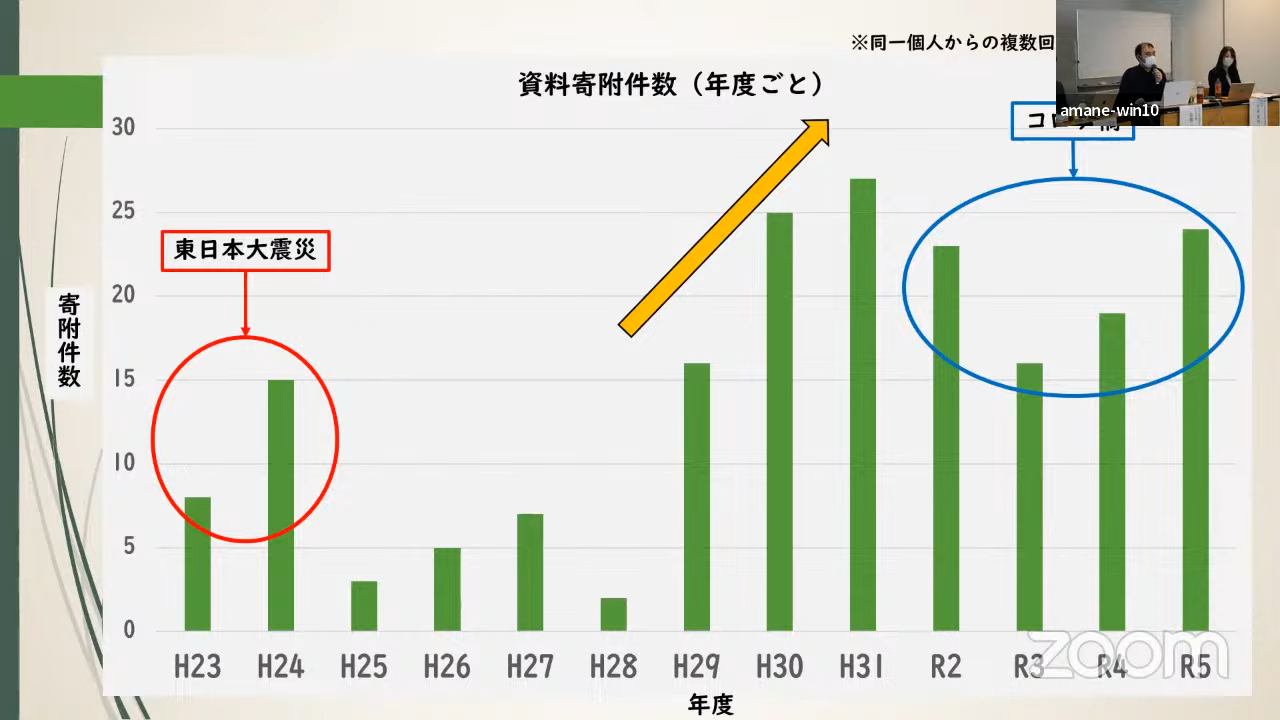 ※同一個人からの複数回
amane-win10
資料寄附件数（年度ごと）
東日本大震災
寄附件数
30
25
20
15
10
5
0
H23 H24 H25 H26 H27 H28 H29 H30 H31 R2 R3 R4 R5
年度
zoom